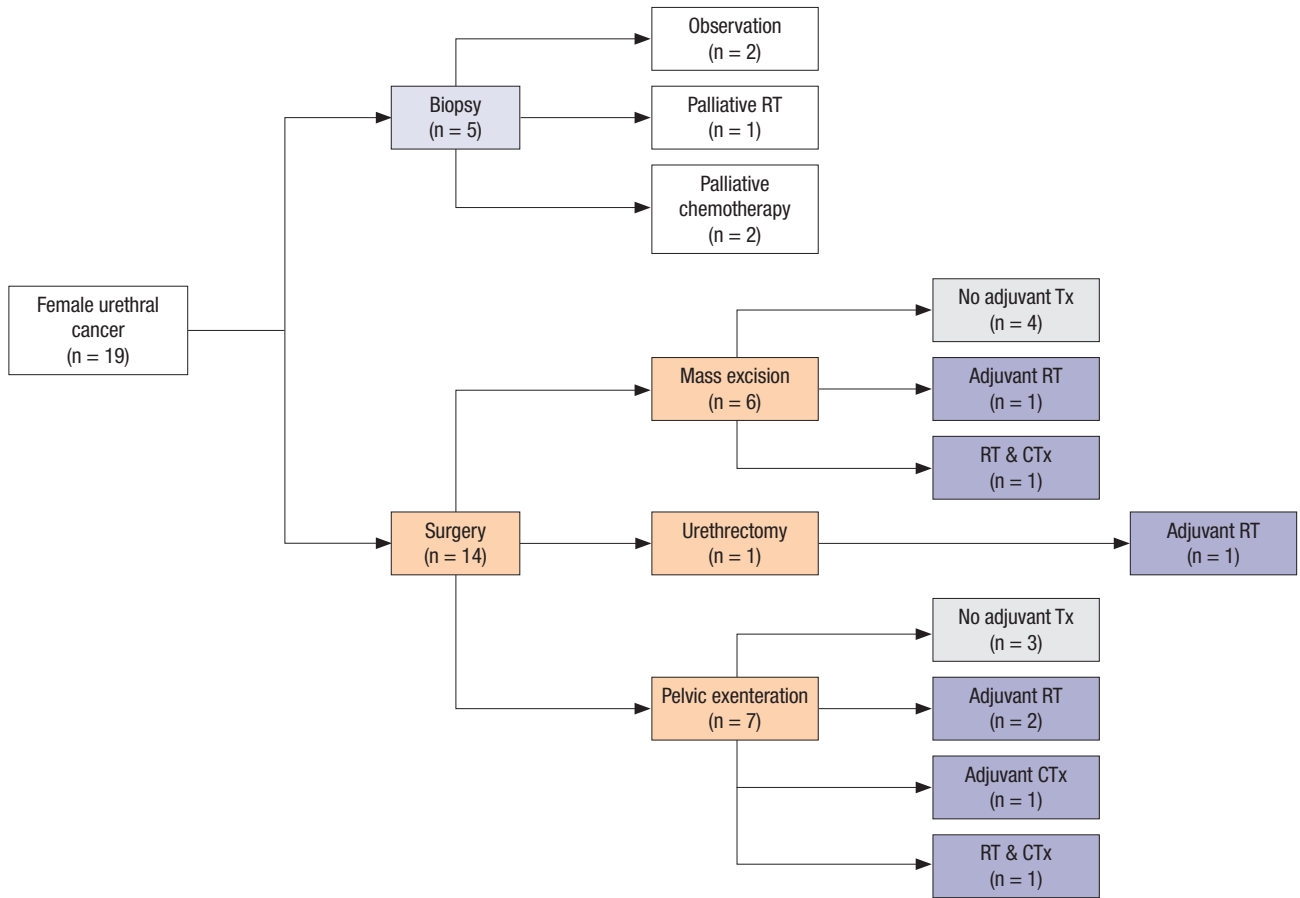 Observation
(n = 2)
Biopsy
(n = 5)
Palliative RT
(n = 1)
Palliative
chemotherapy
(n = 2)
Female urethral
cancer
(n = 19)
No adjuvant Tx
(n = 4)
Mass excision
(n = 6)
Adjuvant RT
(n = 1)
RT & CTx
(n = 1)
Surgery
(n = 14)
Urethrectomy
(n = 1)
Adjuvant RT
(n = 1)
No adjuvant Tx
(n = 3)
Pelvic exenteration
(n = 7)
Adjuvant RT
(n = 2)
Adjuvant CTx
(n = 1)
RT & CTx
(n = 1)